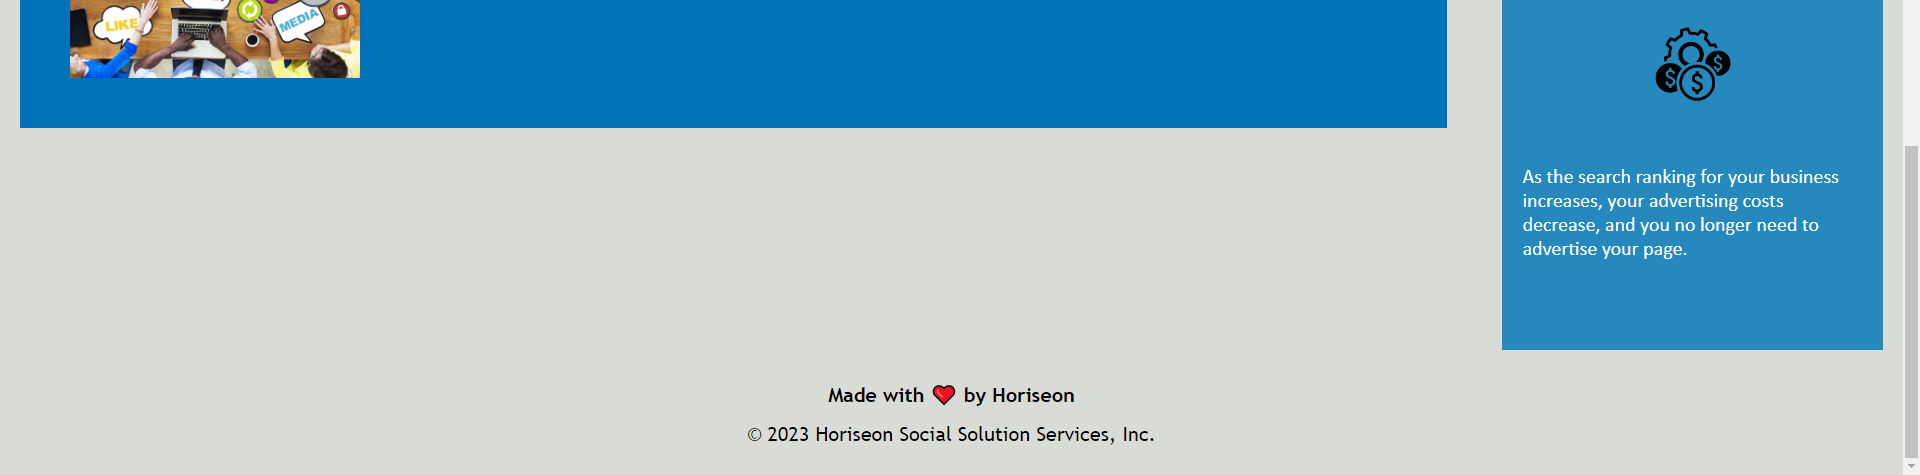 LIKE
MEDIA
$ $ $
As the search ranking for your business
increases, your advertising costs
decrease, and you no longer need to
advertise your page.
Made with ❤️ by Horiseon
© 2023 Horiseon Social Solution Services, Inc.